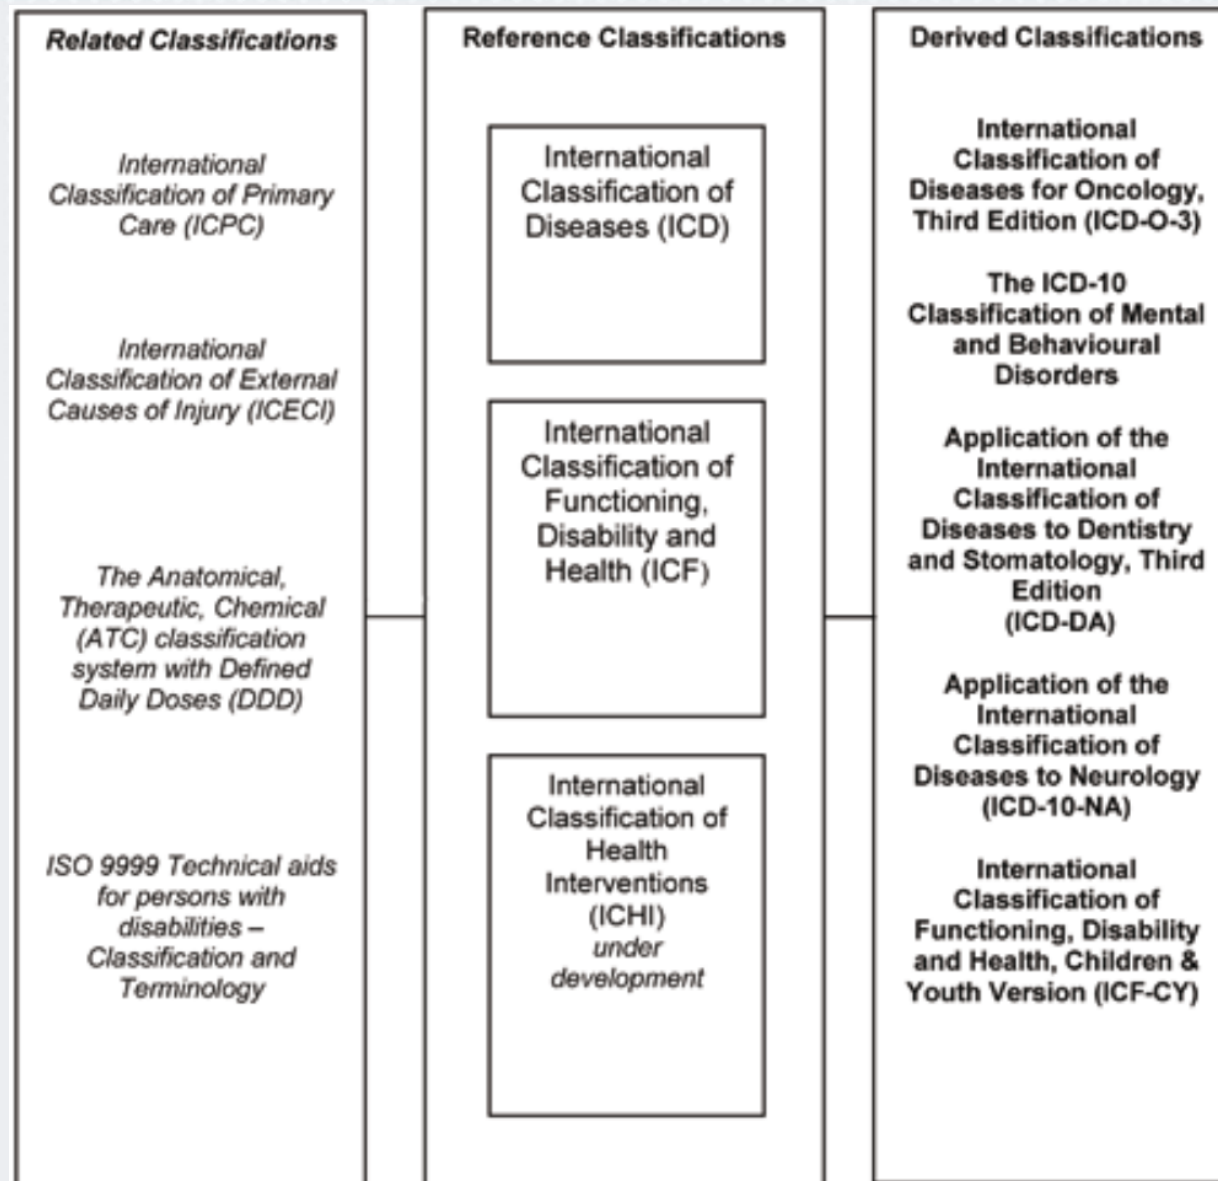 Related Classifications
International
Classification of Primary
Care (ICPC)
International
Classification of External
Causes of Injury (ICECI)
The Anatomical,
Therapeutic, Chemical
(ATC) classification
system with Defined
Daily Doses (DDD)
ISO 9999 Technical aids
for persons with
disabilities –
Classification and
Terminology
Reference Classifications
International
Classification of
Diseases (ICD)
International
Classification of
Functioning,
Disability and
Health (ICF)
International
Classification of
Health
Interventions
(ICHI)
under
development
Derived Classifications
International
Classification of
Diseases for Oncology,
Third Edition (ICD-O-3)
The ICD-10
Classification of Mental
and Behavioural
Disorders
Application of the
International
Classification of
Diseases to Dentistry
and Stomatology, Third
Edition
(ICD-DA)
Application of the
International
Classification of
Diseases to Neurology
(ICD-10-NA)
International
Classification of
Functioning, Disability
and Health, Children &
Youth Version (ICF-CY)